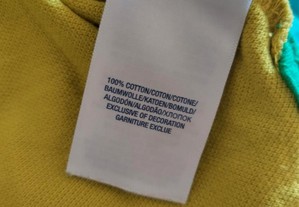 100% COTTON/COTON/COTONE/
BAUMWOLLE/KATOEN/BOMULD/
ALGODÓN/ALGODÃO/ХЛОПОК
EXCLUSIVE OF DECORATION
GARNITURE EXCLUE